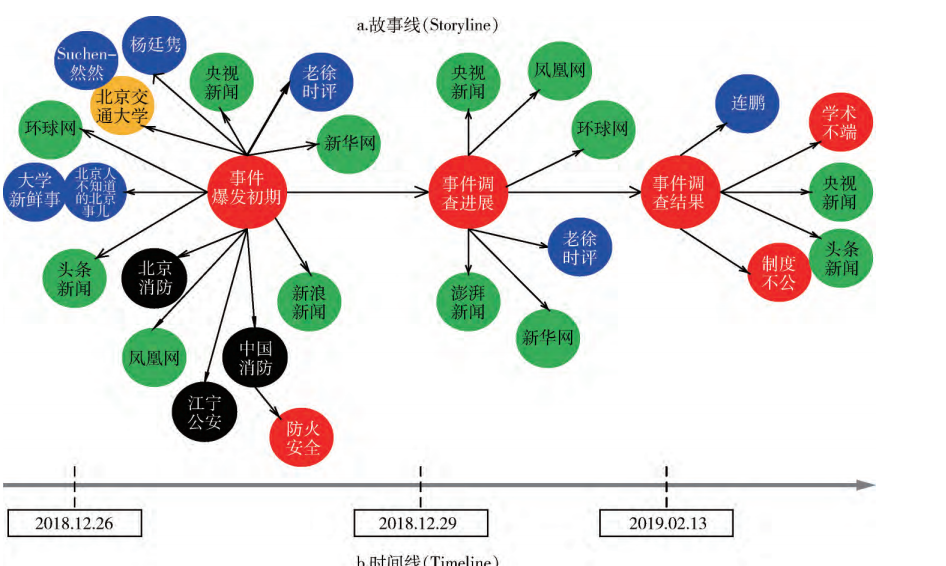 a.故事线(Storyline)
Suchen-
然然
杨廷隽
央视
新闻
老徐
时评
北京交
通大学
环球网
新华网
大学
新鲜事
北京人
不知道
的北京
事儿
事件
爆发初期
头条
新闻
北京
消防
新浪
新闻
凤凰网
中国
消防
江宁
公安
防火
安全
央视
新闻
凤凰网
环球网
事件调
查进展
老徐
时评
澎湃
新闻
新华网
连鹏
学术
不端
事件调
查结果
央视
新闻
头条
新闻
制度
不公
2018.12.26
2018.12.29
2019.02.13
b.时间线(Timeline)